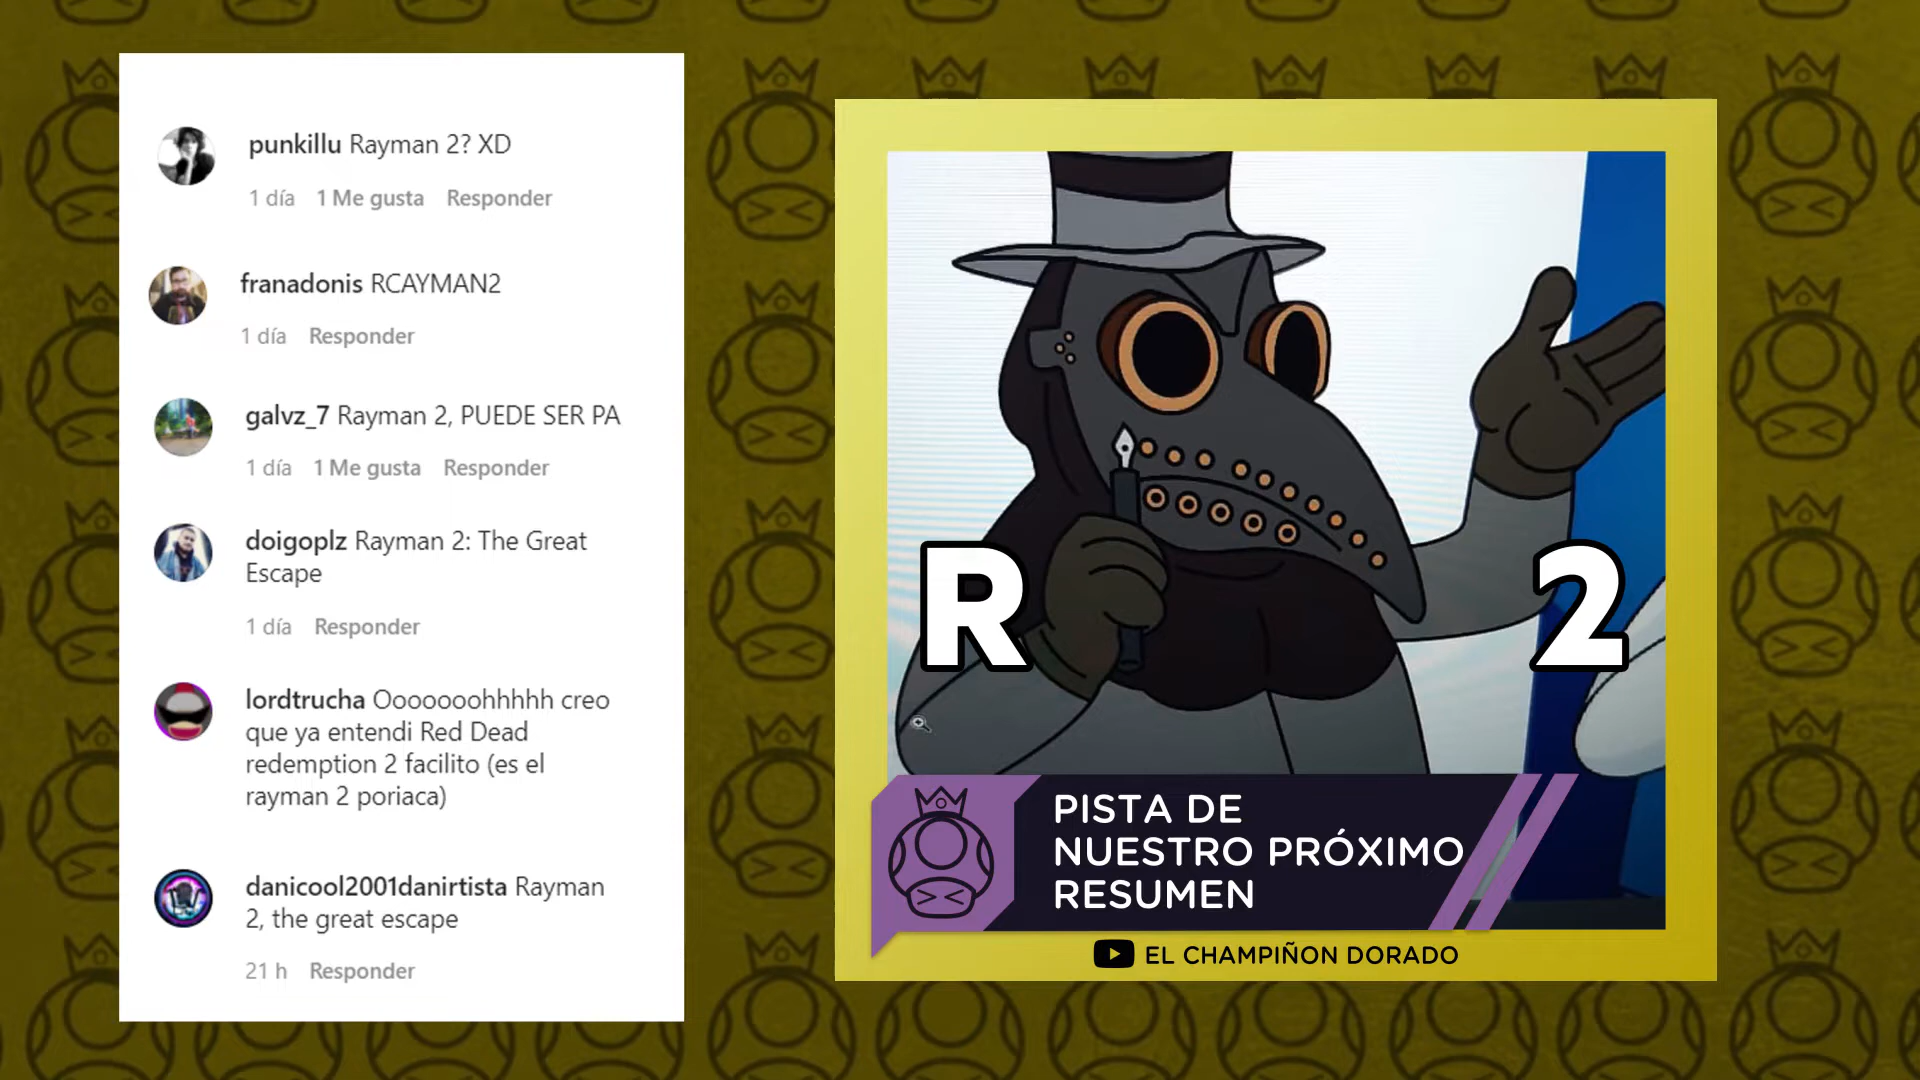 punkillu Rayman 2? XD
1 día 1 Me gusta Responder
franadonis RCAYMAN2
1 día Responder
galvz_7 Rayman 2, PUEDE SER PA
1 día 1 Me gusta Responder
doigoplz Rayman 2: The Great
Escape
1 día Responder
lordtrucha Ooooooohhhhh creo
que ya entendi Red Dead
redemption 2 facilito (es el
rayman 2 poriaca)
danicool2001danirtista Rayman
2, the great escape
21 h Responder
R 2
PISTA DE
NUESTRO PRÓXIMO
RESUMEN
EL CHAMPIÑON DORADO